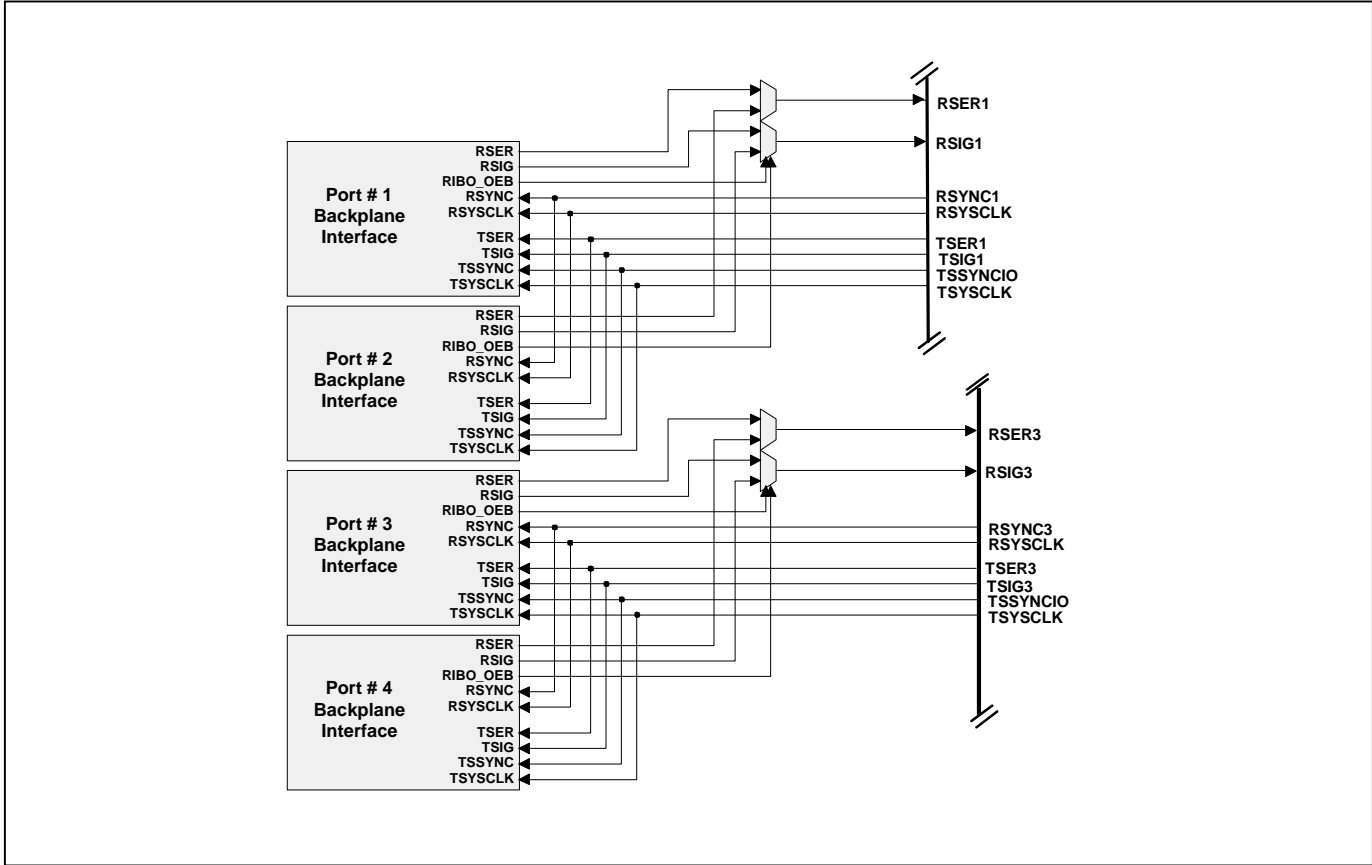 RSER1
RSIG1
RSER
RSIG
RIBO_OEB
RSYNC
RSYSCLK
TSER
TSIG
TSSYNC
TSYSCLK
Port # 1
Backplane
Interface
RSYNC1
RSYSCLK
TSER1
TSIG1
TSSYNCIO
TSYSCLK
RSER
RSIG
RIBO_OEB
RSYNC
RSYSCLK
TSER
TSIG
TSSYNC
TSYSCLK
Port # 2
Backplane
Interface
RSER3
RSIG3
RSER
RSIG
RIBO_OEB
RSYNC
RSYSCLK
TSER
TSIG
TSSYNC
TSYSCLK
Port # 3
Backplane
Interface
RSYNC3
RSYSCLK
TSER3
TSIG3
TSSYNCIO
TSYSCLK
RSER
RSIG
RIBO_OEB
RSYNC
RSYSCLK
TSER
TSIG
TSSYNC
TSYSCLK
Port # 4
Backplane
Interface